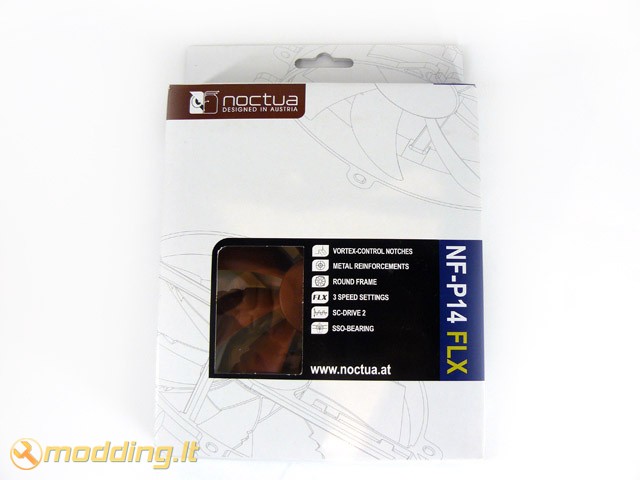 noctua
DESIGNED IN AUSTRIA
VORTEX-CONTROL NOTCHES
METAL REINFORCEMENTS
ROUND FRAME
FLX 3 SPEED SETTINGS
SC-DRIVE 2
SSO-BEARING
www.noctua.at
NF-P14 FLX
modding.lt